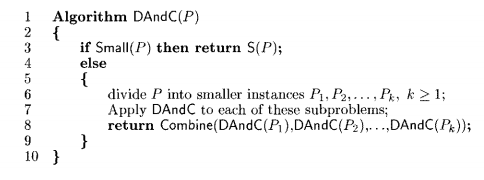 1 Algorithm DAndC(P)
2 {
3 if Small(P) then return S(P);
4 else
5 {
6 divide P into smaller instances P₁, P₂, . . . , Pₖ, k ≥ 1;
7 Apply DAndC to each of these subproblems;
8 return Combine(DAndC(P₁),DAndC(P₂),. . .,DAndC(Pₖ));
9 }
10 }